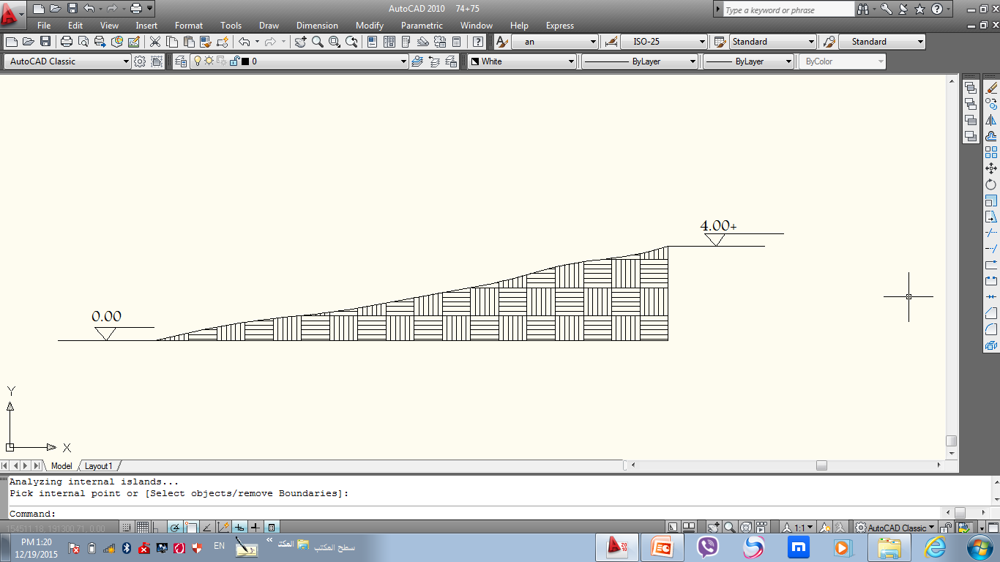 AutoCAD 2010 74+75
Type a keyword or phrase
File Edit View Insert Format Tools Draw Dimension Modify Parametric Window Help Express
an ISO-25 Standard Standard
AutoCAD Classic 0 White ByLayer ByLayer ByColor
4.00+
0.00
Y
X
Model Layout1
Analyzing internal islands...
Pick internal point or [Select objects/remove Boundaries]:
Command:
154511.18, 191300.71, 0.00 1:1 AutoCAD Classic
PM 1:20
12/19/2015
EN « المكتب سطح المكتب